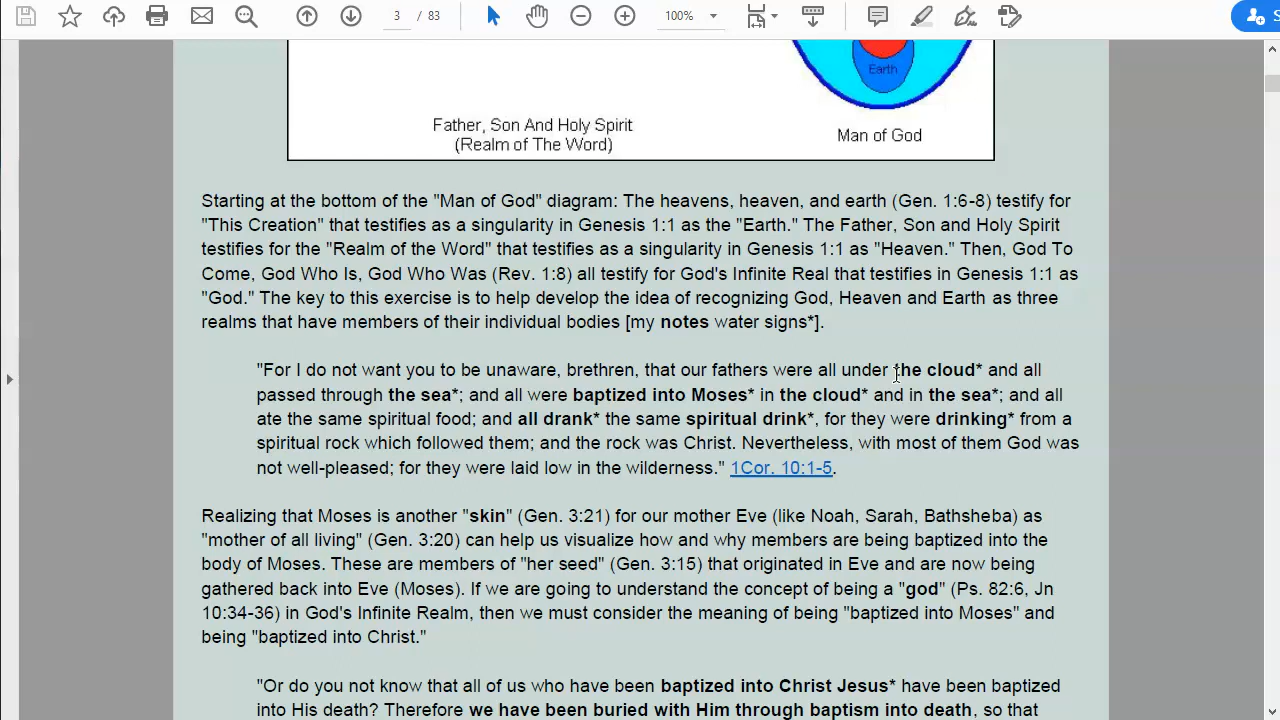 3 / 83
100%
S
Earth
Father, Son And Holy Spirit
(Realm of The Word)
Man of God
Starting at the bottom of the "Man of God" diagram: The heavens, heaven, and earth (Gen. 1:6-8) testify for
"This Creation" that testifies as a singularity in Genesis 1:1 as the "Earth." The Father, Son and Holy Spirit
testifies for the "Realm of the Word" that testifies as a singularity in Genesis 1:1 as "Heaven." Then, God To
Come, God Who Is, God Who Was (Rev. 1:8) all testify for God's Infinite Real that testifies in Genesis 1:1 as
"God." The key to this exercise is to help develop the idea of recognizing God, Heaven and Earth as three
realms that have members of their individual bodies [my notes water signs*].
"For I do not want you to be unaware, brethren, that our fathers were all under the cloud* and all
passed through the sea*; and all were baptized into Moses* in the cloud* and in the sea*; and all
ate the same spiritual food; and all drank* the same spiritual drink*, for they were drinking* from a
spiritual rock which followed them; and the rock was Christ. Nevertheless, with most of them God was
not well-pleased; for they were laid low in the wilderness." 1Cor. 10:1-5.
Realizing that Moses is another "skin" (Gen. 3:21) for our mother Eve (like Noah, Sarah, Bathsheba) as
"mother of all living" (Gen. 3:20) can help us visualize how and why members are being baptized into the
body of Moses. These are members of "her seed" (Gen. 3:15) that originated in Eve and are now being
gathered back into Eve (Moses). If we are going to understand the concept of being a "god" (Ps. 82:6, Jn
10:34-36) in God's Infinite Realm, then we must consider the meaning of being "baptized into Moses" and
being "baptized into Christ."
"Or do you not know that all of us who have been baptized into Christ Jesus* have been baptized
into His death? Therefore we have been buried with Him through baptism into death, so that